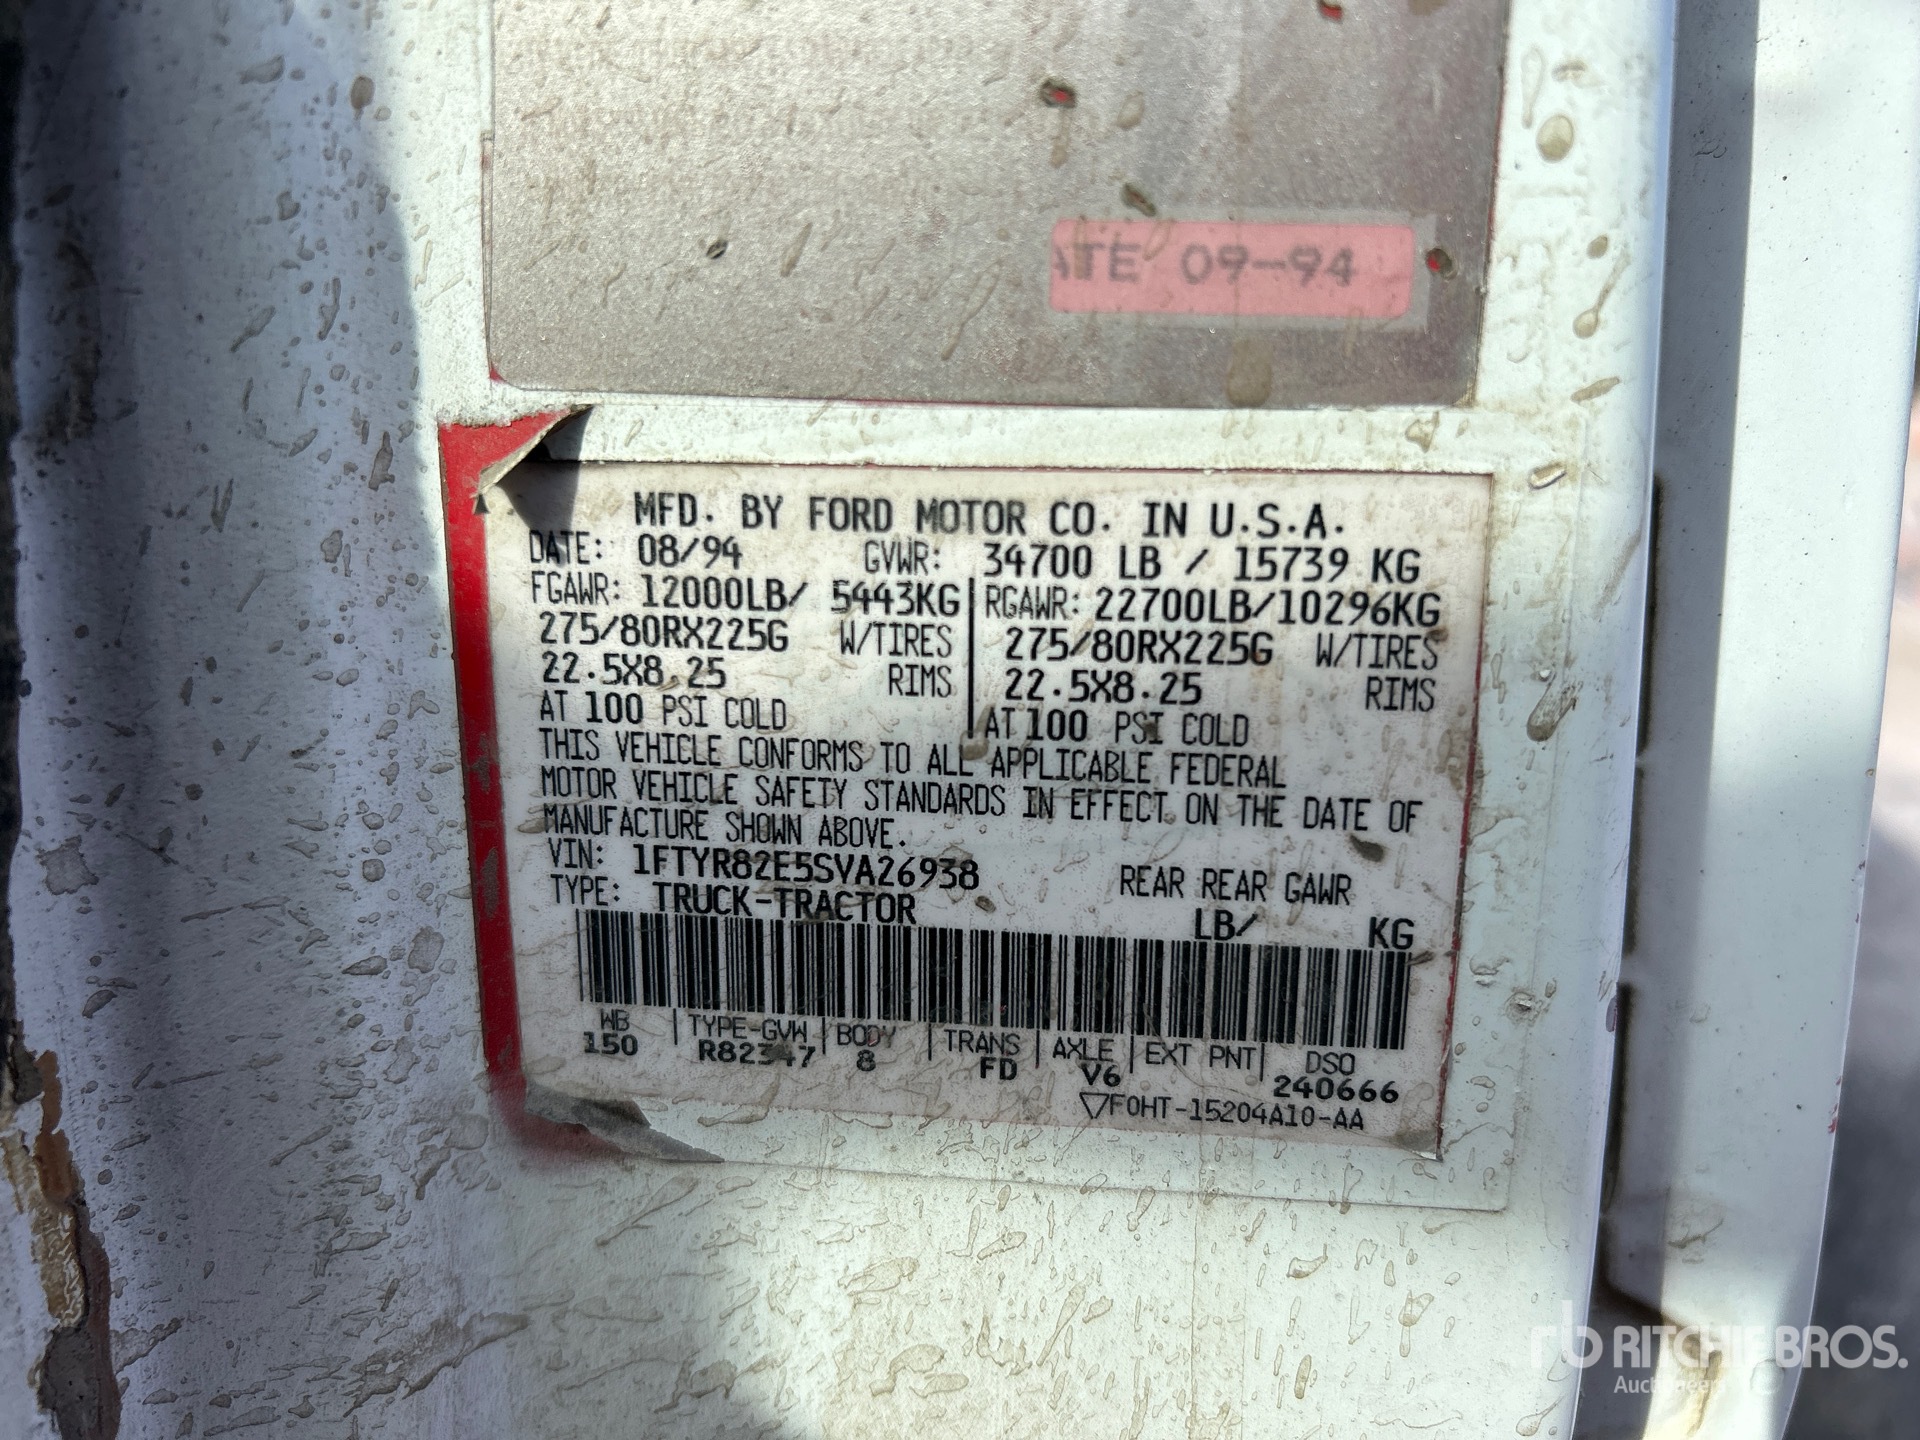 ATE 09-94
MFD. BY FORD MOTOR CO. IN U.S.A.
DATE: 08/94 GVWR: 34700 LB / 15739 KG
FGAWR: 12000LB/ 5443KG RGAWR: 22700LB/10296KG
275/80RX225G W/TIRES 275/80RX225G W/TIRES
22.5X8.25 RIMS 22.5X8.25 RIMS
AT 100 PSI COLD AT 100 PSI COLD
THIS VEHICLE CONFORMS TO ALL APPLICABLE FEDERAL
MOTOR VEHICLE SAFETY STANDARDS IN EFFECT ON THE DATE OF
MANUFACTURE SHOWN ABOVE.
VIN: 1FTYR82E5SVA26938 REAR REAR GAWR
TYPE: TRUCK-TRACTOR LB/ KG
WB TYPE-GVW BODY TRANS AXLE EXT PNT DSO
150 R82347 8 FD V6 240666
▽F0HT-15204A10-AA
rb RITCHIE BROS.
Auctioneers